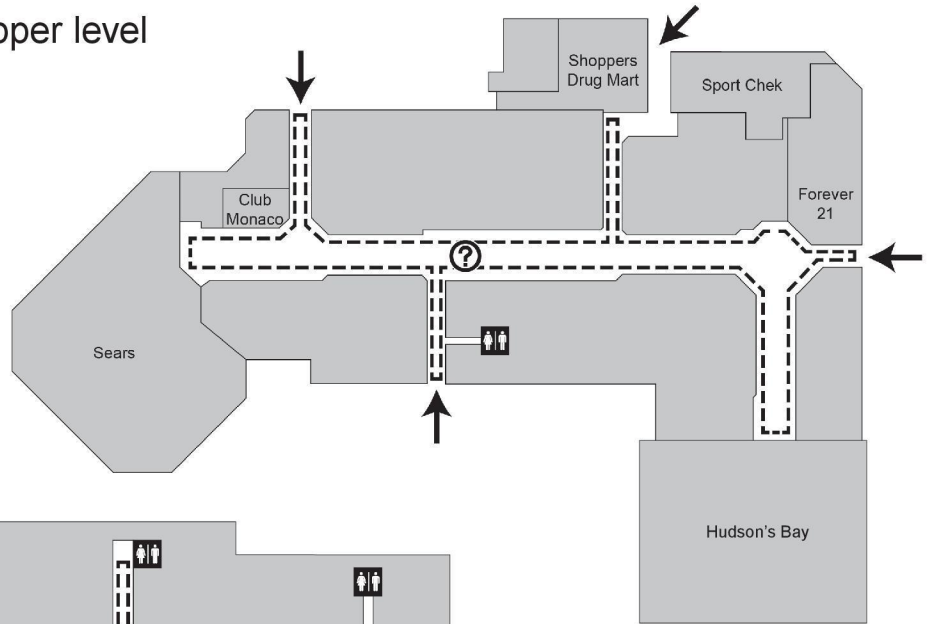 pper level
Shoppers
Drug Mart
Sport Chek
Club
Monaco
Forever
21
?
Sears
Hudson's Bay